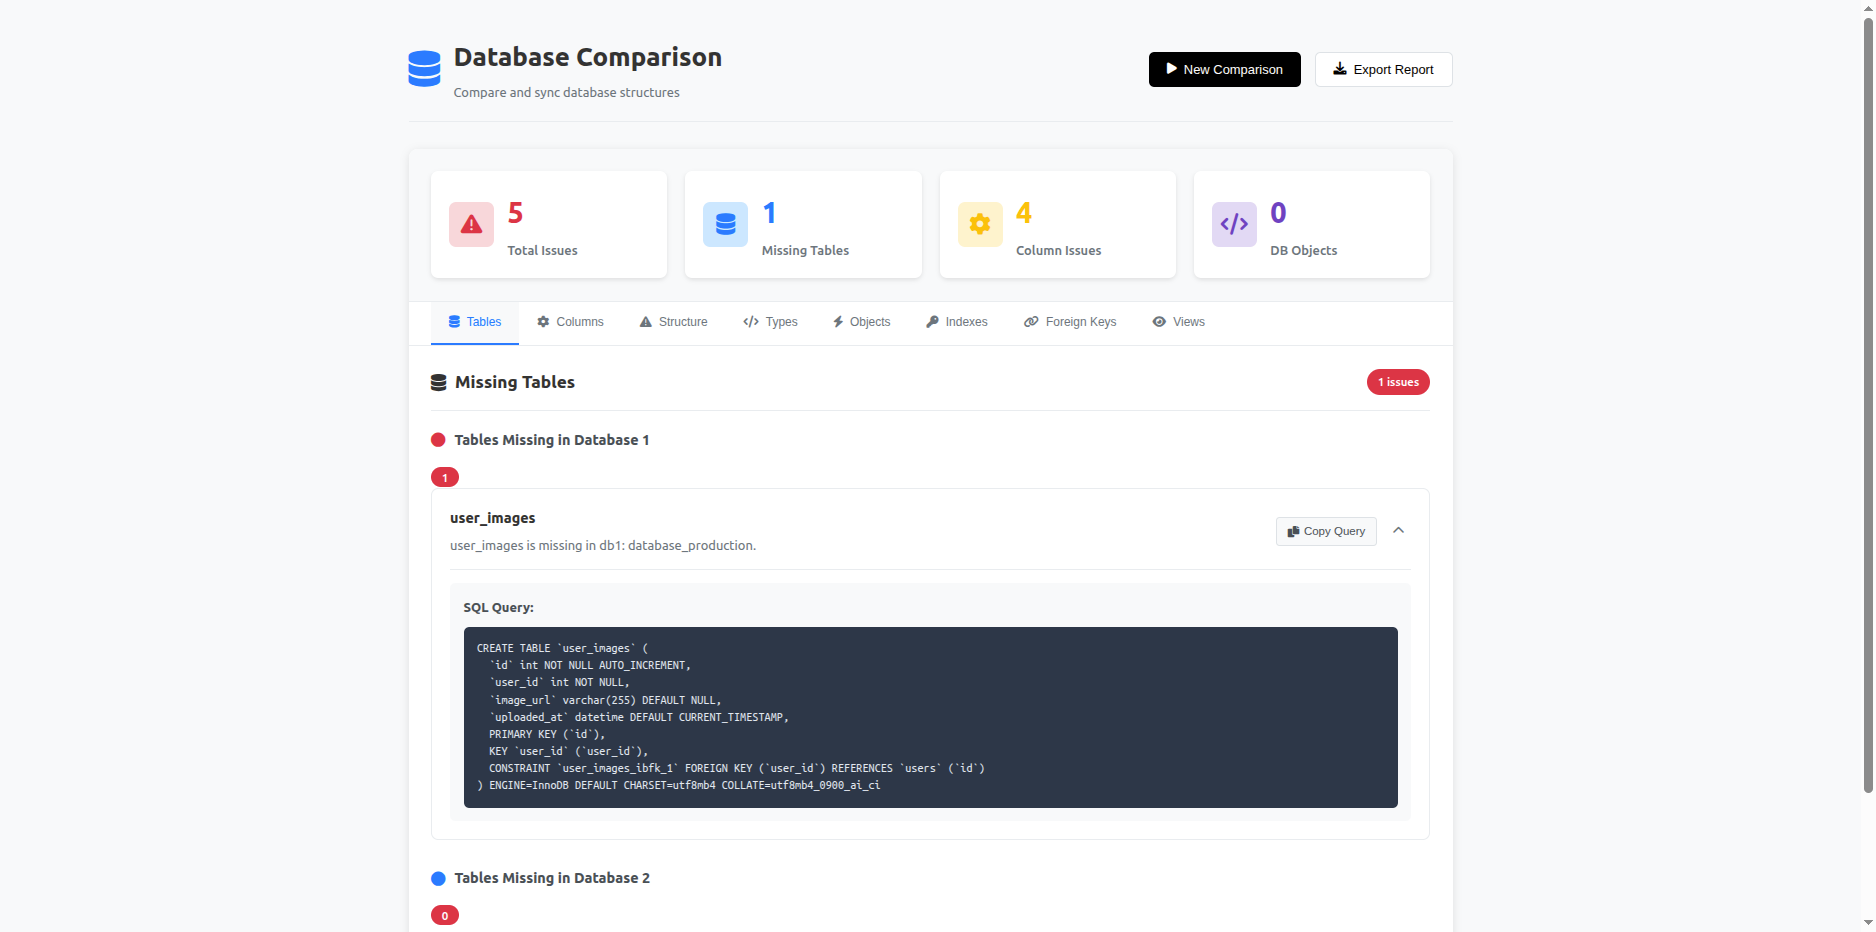 Database Comparison
Compare and sync database structures
New Comparison
Export Report
5
Total Issues
1
Missing Tables
4
Column Issues
0
DB Objects
Tables
Columns
Structure
Types
Objects
Indexes
Foreign Keys
Views
Missing Tables
1 issues
Tables Missing in Database 1
1
user_images
user_images is missing in db1: database_production.
Copy Query
SQL Query:
CREATE TABLE `user_images` (
  `id` int NOT NULL AUTO_INCREMENT,
  `user_id` int NOT NULL,
  `image_url` varchar(255) DEFAULT NULL,
  `uploaded_at` datetime DEFAULT CURRENT_TIMESTAMP,
  PRIMARY KEY (`id`),
  KEY `user_id` (`user_id`),
  CONSTRAINT `user_images_ibfk_1` FOREIGN KEY (`user_id`) REFERENCES `users` (`id`)
) ENGINE=InnoDB DEFAULT CHARSET=utf8mb4 COLLATE=utf8mb4_0900_ai_ci
Tables Missing in Database 2
0